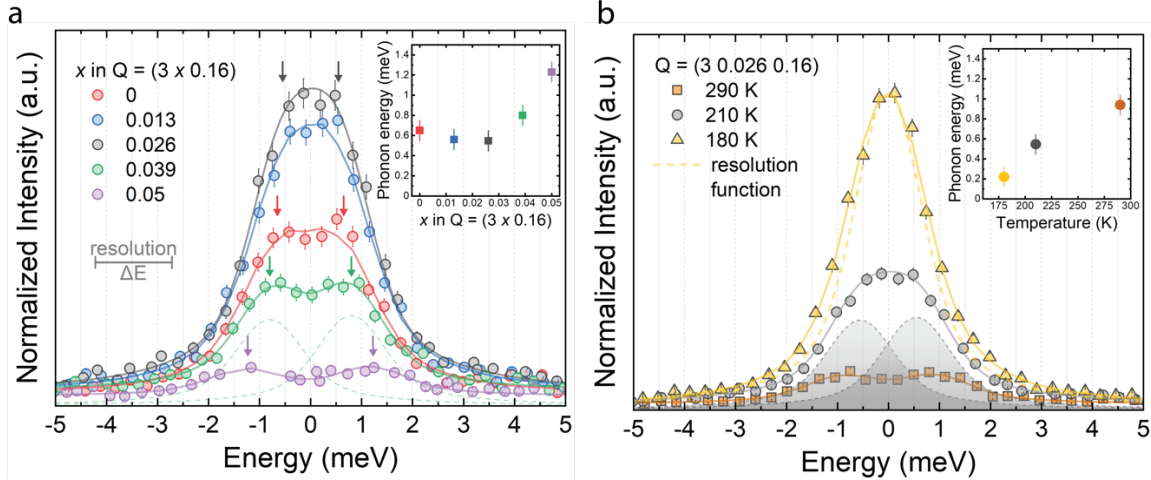 a
Normalized Intensity (a.u.)
x in Q = (3 x 0.16)
0
0.013
0.026
0.039
0.05
resolution
ΔE
Phonon energy (meV)
1.4
1.2
1.0
0.8
0.6
0.4
0.2
0
0 0.01 0.02 0.03 0.04 0.05
x in Q = (3 x 0.16)
-5 -4 -3 -2 -1 0 1 2 3 4 5
Energy (meV)
b
Normalized Intensity (a.u.)
Q = (3 0.026 0.16)
290 K
210 K
180 K
resolution
function
Phonon energy (meV)
1.4
1.2
1.0
0.8
0.6
0.4
0.2
0
175 200 225 250 275 300
Temperature (K)
-5 -4 -3 -2 -1 0 1 2 3 4 5
Energy (meV)